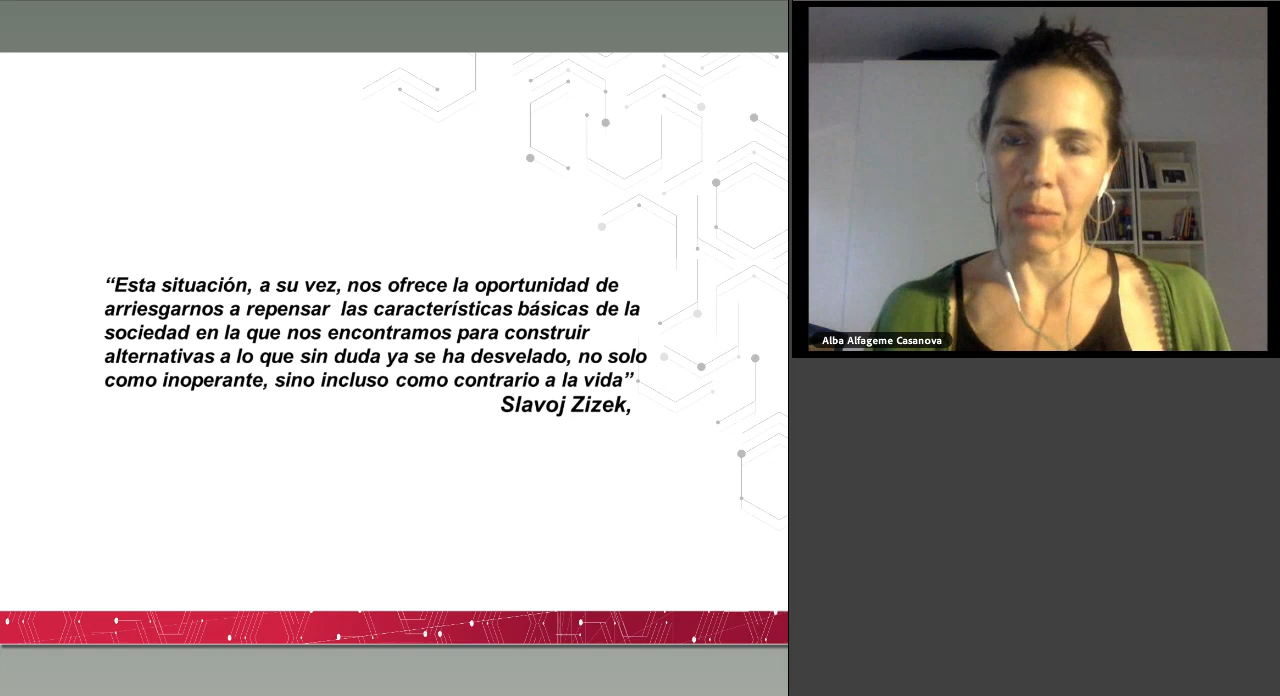 “Esta situación, a su vez, nos ofrece la oportunidad de
arriesgarnos a repensar las características básicas de la
sociedad en la que nos encontramos para construir
alternativas a lo que sin duda ya se ha desvelado, no solo
como inoperante, sino incluso como contrario a la vida”
Slavoj Zizek,
Alba Alfageme Casanova